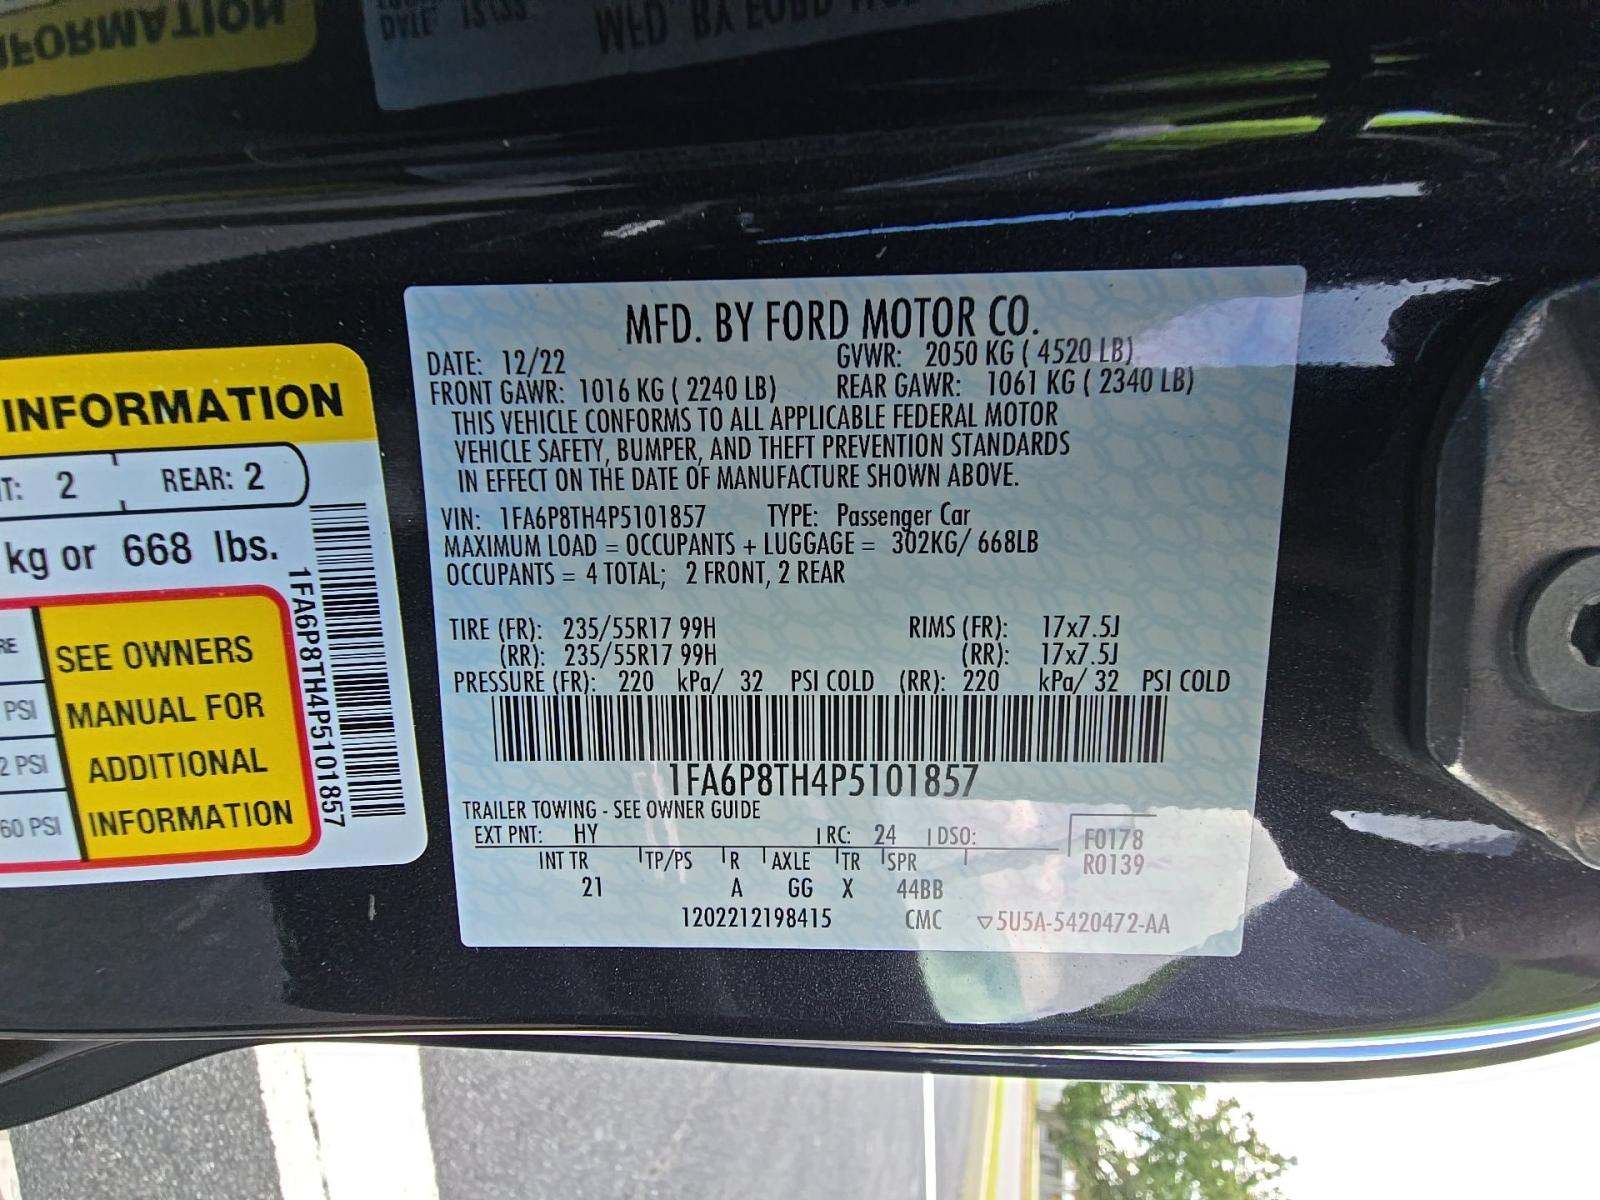 INFORMATION
T: 2 REAR: 2
kg or 668 lbs.
1FA6P8TH4P5101857
SEE OWNERS
PSI MANUAL FOR
2 PSI ADDITIONAL
60 PSI INFORMATION
MFD. BY FORD MOTOR CO.
DATE: 12/22 GVWR: 2050 KG ( 4520 LB)
FRONT GAWR: 1016 KG ( 2240 LB) REAR GAWR: 1061 KG ( 2340 LB)
THIS VEHICLE CONFORMS TO ALL APPLICABLE FEDERAL MOTOR
VEHICLE SAFETY, BUMPER, AND THEFT PREVENTION STANDARDS
IN EFFECT ON THE DATE OF MANUFACTURE SHOWN ABOVE.
VIN: 1FA6P8TH4P5101857 TYPE: Passenger Car
MAXIMUM LOAD = OCCUPANTS + LUGGAGE = 302KG/ 668LB
OCCUPANTS = 4 TOTAL; 2 FRONT, 2 REAR
TIRE (FR): 235/55R17 99H RIMS (FR): 17x7.5J
(RR): 235/55R17 99H (RR): 17x7.5J
PRESSURE (FR): 220 kPa/ 32 PSI COLD (RR): 220 kPa/ 32 PSI COLD
1FA6P8TH4P5101857
TRAILER TOWING - SEE OWNER GUIDE
EXT PNT: HY RC: 24 DSO: F0178
INT TR TP/PS R AXLE TR SPR R0139
21 A GG X 44BB
1202212198415 CMC ▽5U5A-5420472-AA